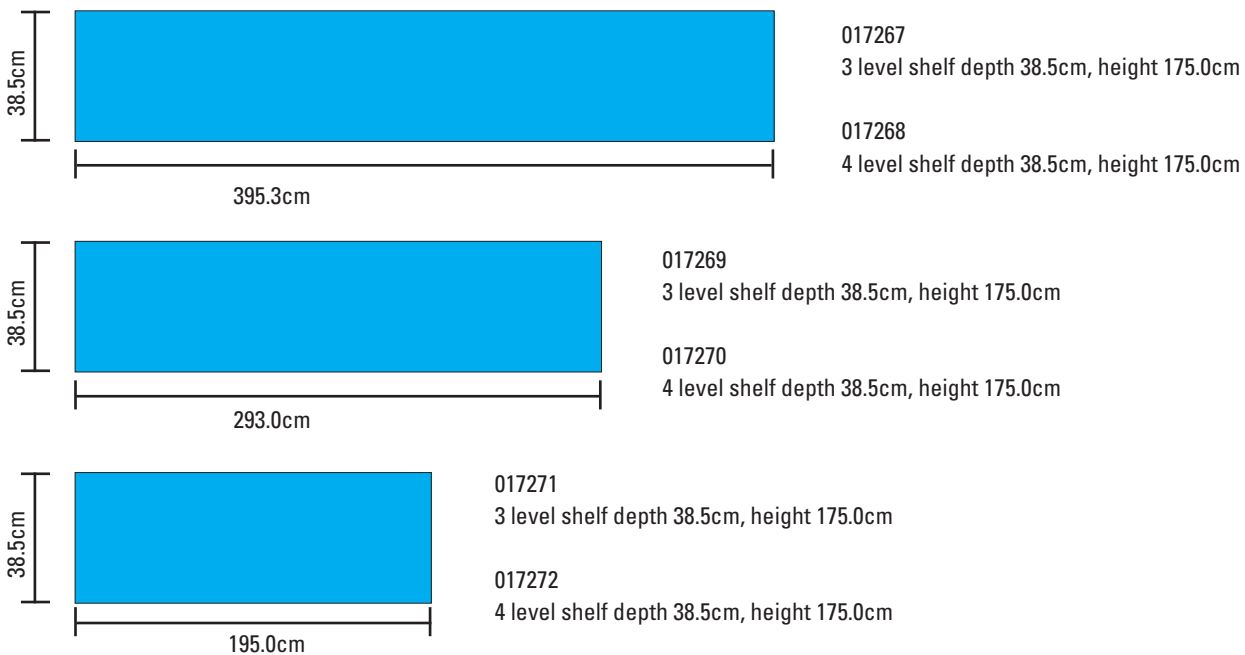 38.5cm
017267
3 level shelf depth 38.5cm, height 175.0cm
017268
4 level shelf depth 38.5cm, height 175.0cm
395.3cm
38.5cm
017269
3 level shelf depth 38.5cm, height 175.0cm
017270
4 level shelf depth 38.5cm, height 175.0cm
293.0cm
38.5cm
017271
3 level shelf depth 38.5cm, height 175.0cm
017272
4 level shelf depth 38.5cm, height 175.0cm
195.0cm